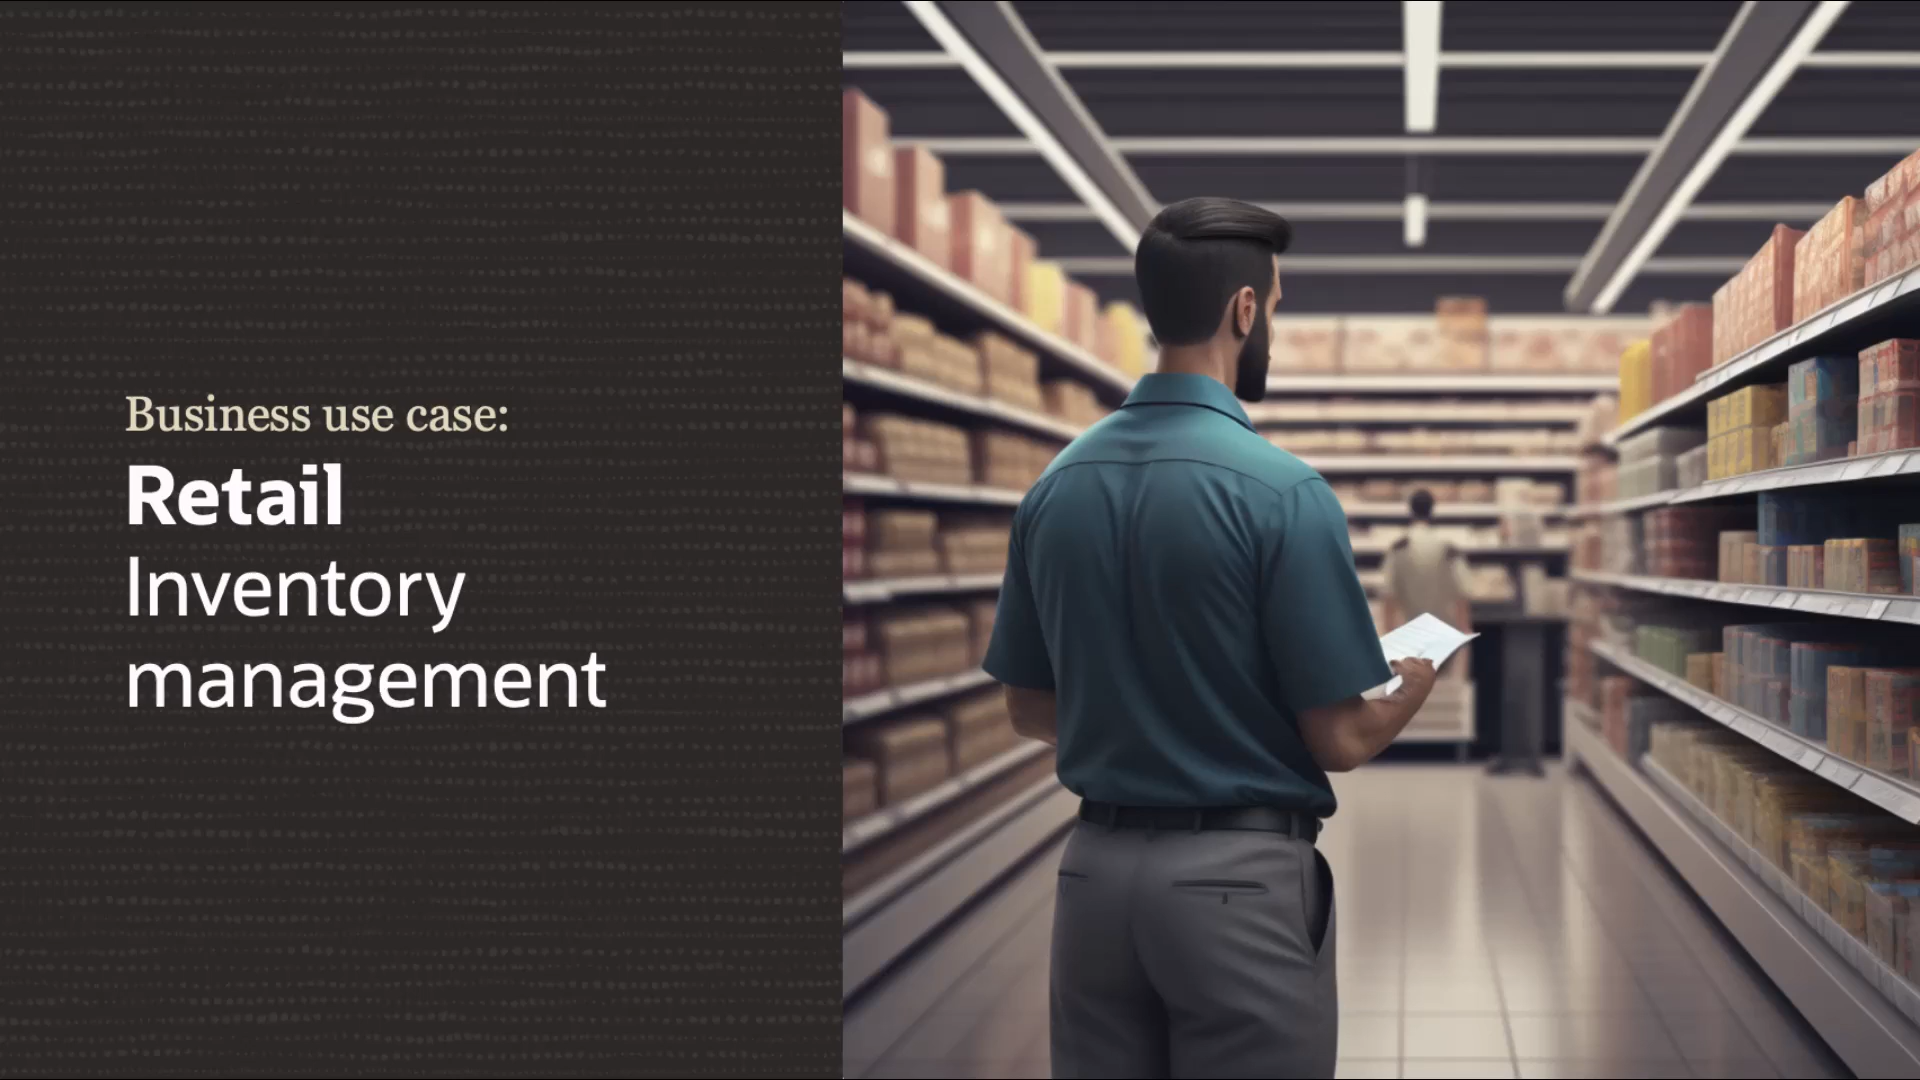 Business use case:
Retail
Inventory
management